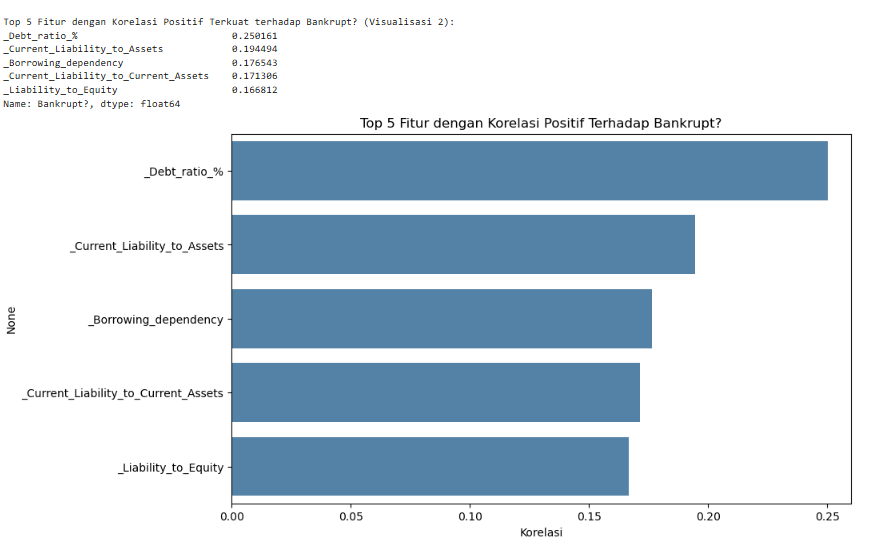 Top 5 Fitur dengan Korelasi Positif Terkuat terhadap Bankrupt? (Visualisasi 2):
_Debt_ratio_% 0.250161
_Current_Liability_to_Assets 0.194494
_Borrowing_dependency 0.176543
_Current_Liability_to_Current_Assets 0.171306
_Liability_to_Equity 0.166812
Name: Bankrupt?, dtype: float64
Top 5 Fitur dengan Korelasi Positif Terhadap Bankrupt?
_Debt_ratio_%
_Current_Liability_to_Assets
_Borrowing_dependency
_Current_Liability_to_Current_Assets
_Liability_to_Equity
None
0.00 0.05 0.10 0.15 0.20 0.25
Korelasi